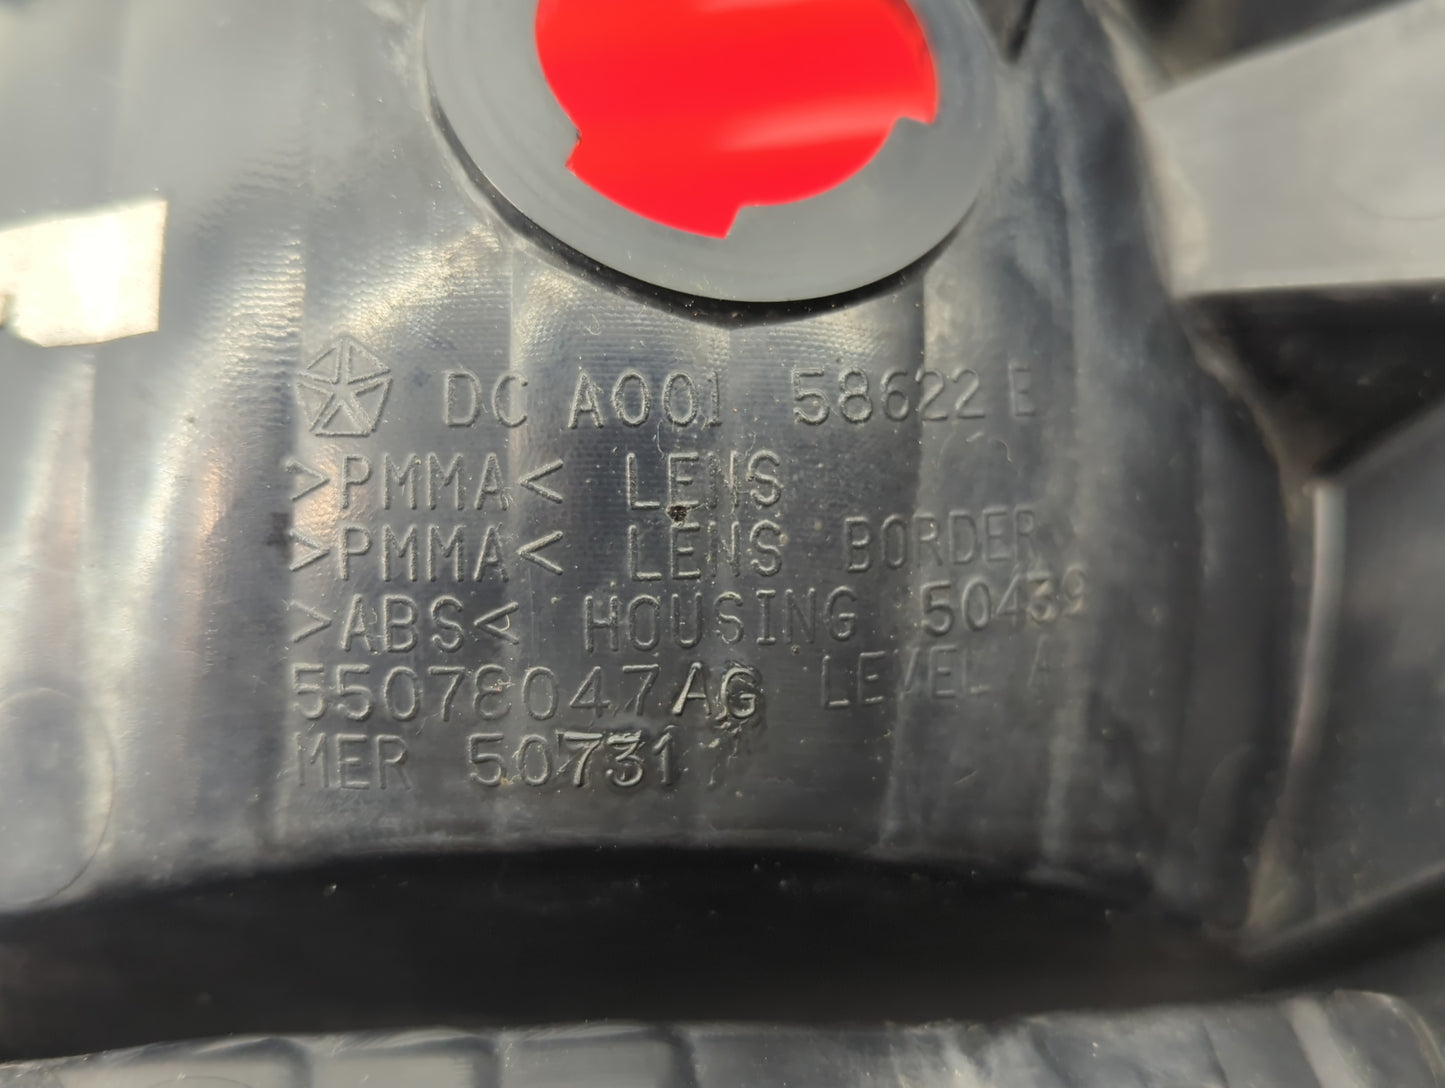 DC A001 58622 E
>PMMA< LENS
>PMMA< LENS BORDER
>ABS< HOUSING 50439
55078047AG LEVEL
MER 50731